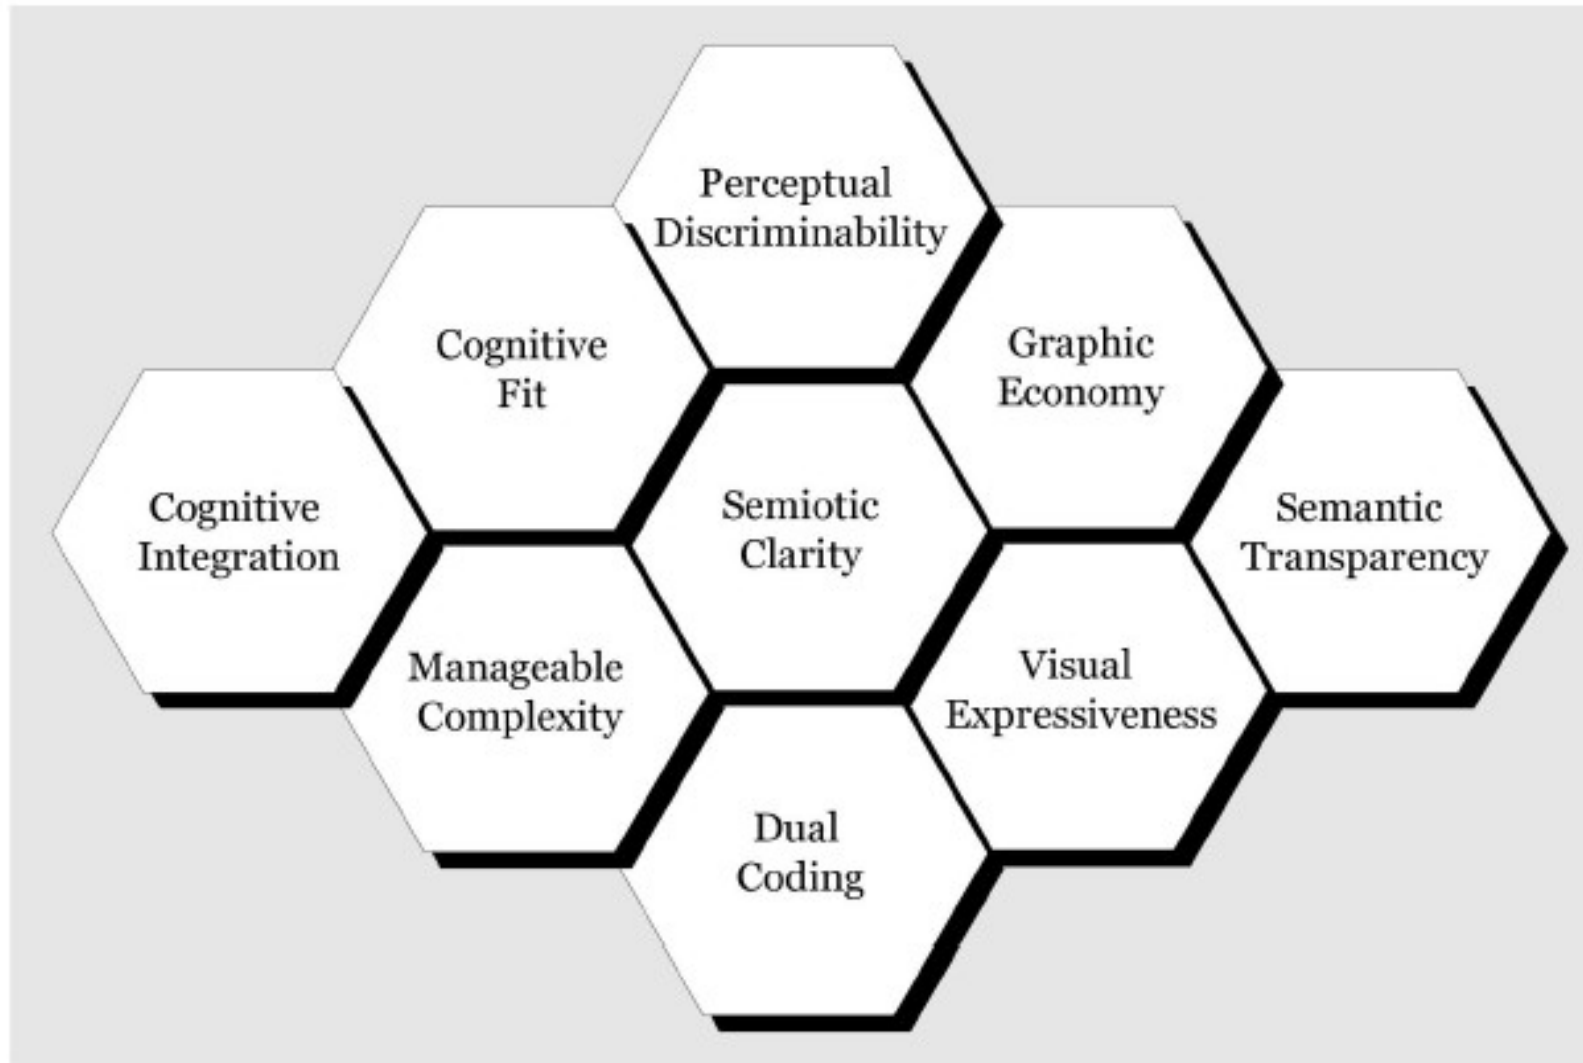 Perceptual
Discriminability
Cognitive
Fit
Graphic
Economy
Cognitive
Integration
Semiotic
Clarity
Semantic
Transparency
Manageable
Complexity
Visual
Expressiveness
Dual
Coding